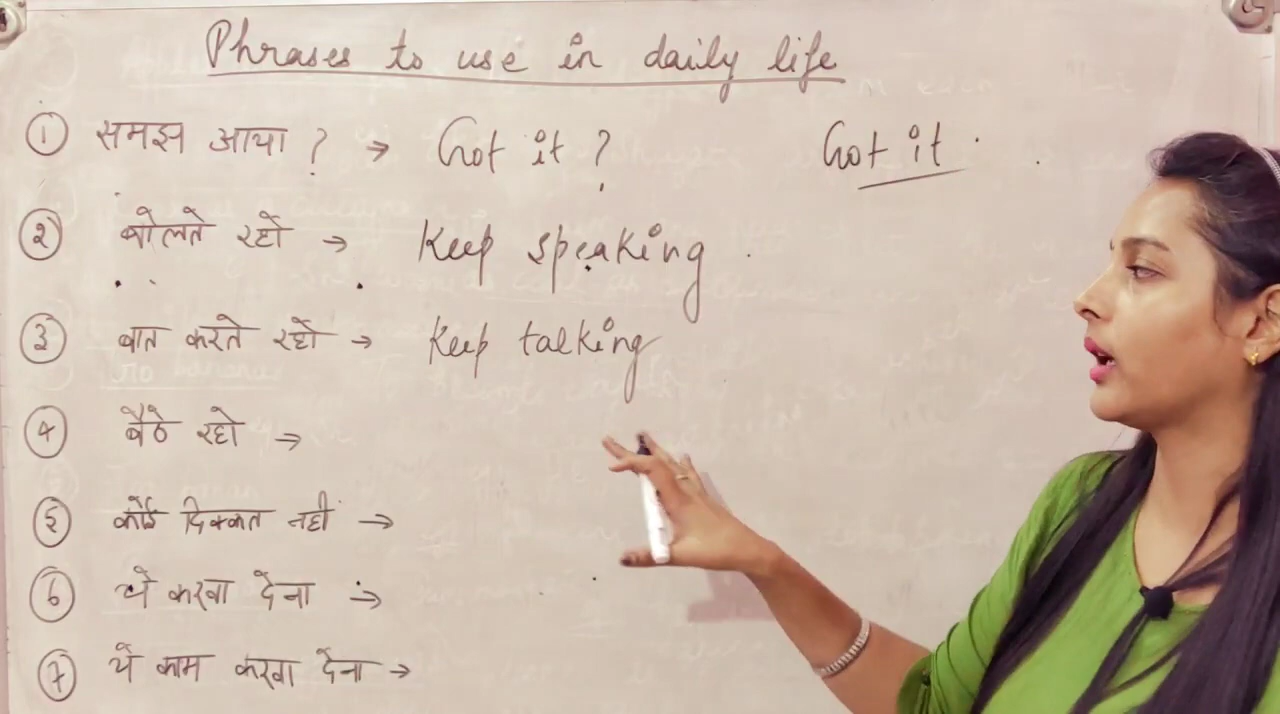 Phrases to use in daily life
① समझ आया ? → Got it ? Got it .
② बोलते रहो → Keep speaking .
③ बात करते रहो → Keep talking
④ बैठे रहो →
⑤ कोई दिक्कत नही →
⑥ ये करवा देना →
⑦ ये काम करवा देना →